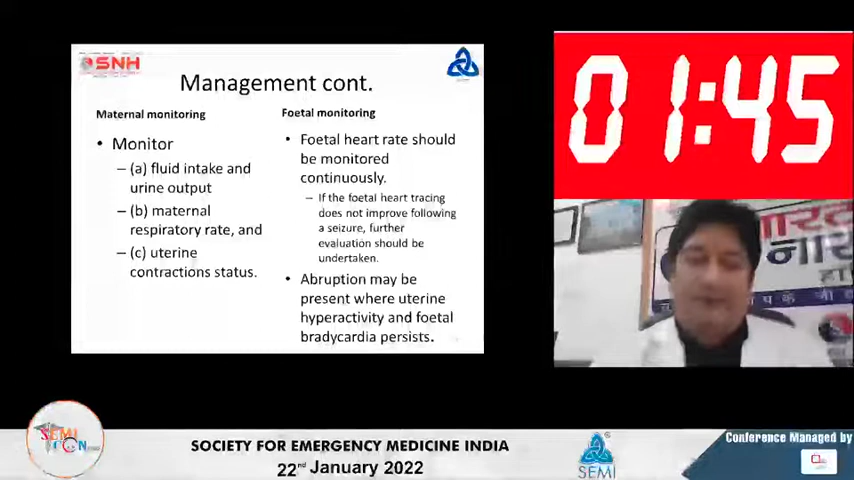 SNH
Management cont.
Maternal monitoring
• Monitor
– (a) fluid intake and
urine output
– (b) maternal
respiratory rate, and
– (c) uterine
contractions status.
Foetal monitoring
• Foetal heart rate should
be monitored
continuously.
– If the foetal heart tracing
does not improve following
a seizure, further
evaluation should be
undertaken.
• Abruption may be
present where uterine
hyperactivity and foetal
bradycardia persists.
01:45
SOCIETY FOR EMERGENCY MEDICINE INDIA
22nd January 2022
SEMI
Conference Managed by